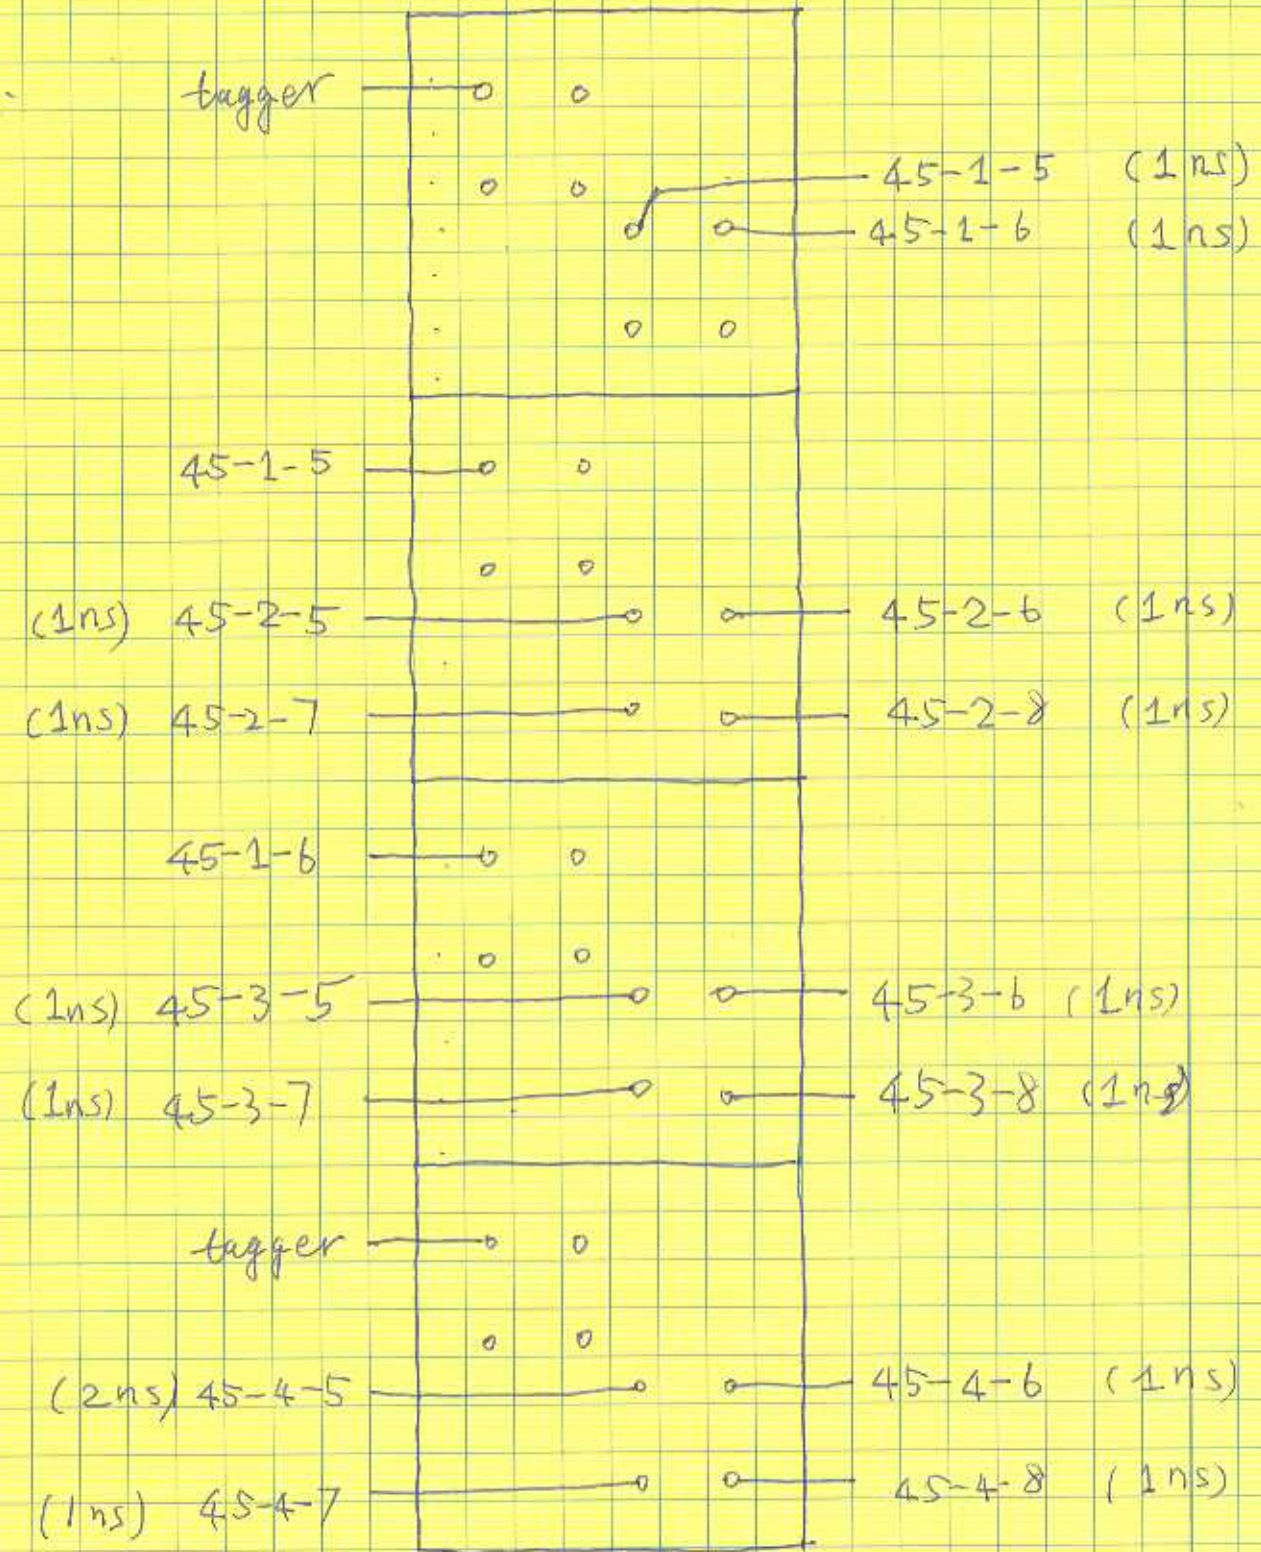 tagger
45-1-5 (1ns)
45-1-6 (1ns)
45-1-5
(1ns) 45-2-5 45-2-6 (1ns)
(1ns) 45-2-7 45-2-8 (1ns)
45-1-6
(1ns) 45-3-5 45-3-6 (1ns)
(1ns) 45-3-7 45-3-8 (1ns)
tagger
(2ns) 45-4-5 45-4-6 (1ns)
(1ns) 45-4-7 45-4-8 (1ns)